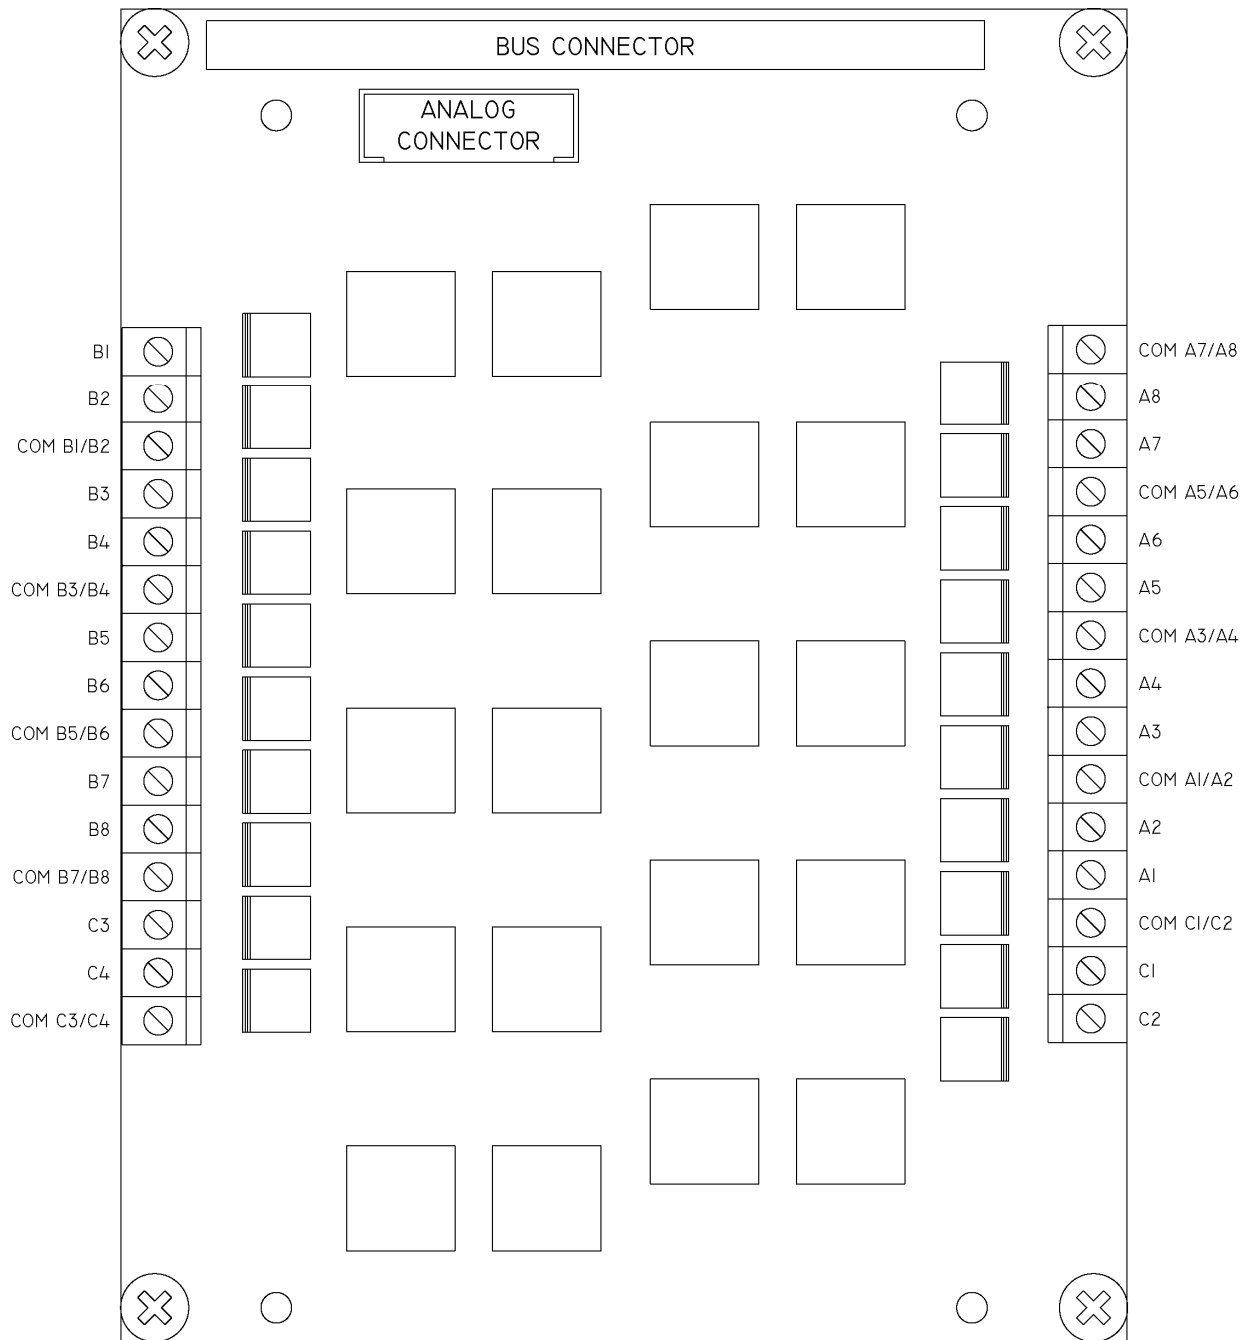 BUS CONNECTOR
ANALOG
CONNECTOR
B1
B2
COM B1/B2
B3
B4
COM B3/B4
B5
B6
COM B5/B6
B7
B8
COM B7/B8
C3
C4
COM C3/C4
COM A7/A8
A8
A7
COM A5/A6
A6
A5
COM A3/A4
A4
A3
COM A1/A2
A2
A1
COM C1/C2
C1
C2